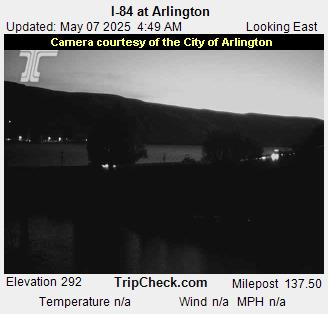 I-84 at Arlington
Updated: May 07 2025 4:49 AM Looking East
Camera courtesy of the City of Arlington
Elevation 292 TripCheck.com Milepost 137.50
Temperature n/a Wind n/a MPH n/a